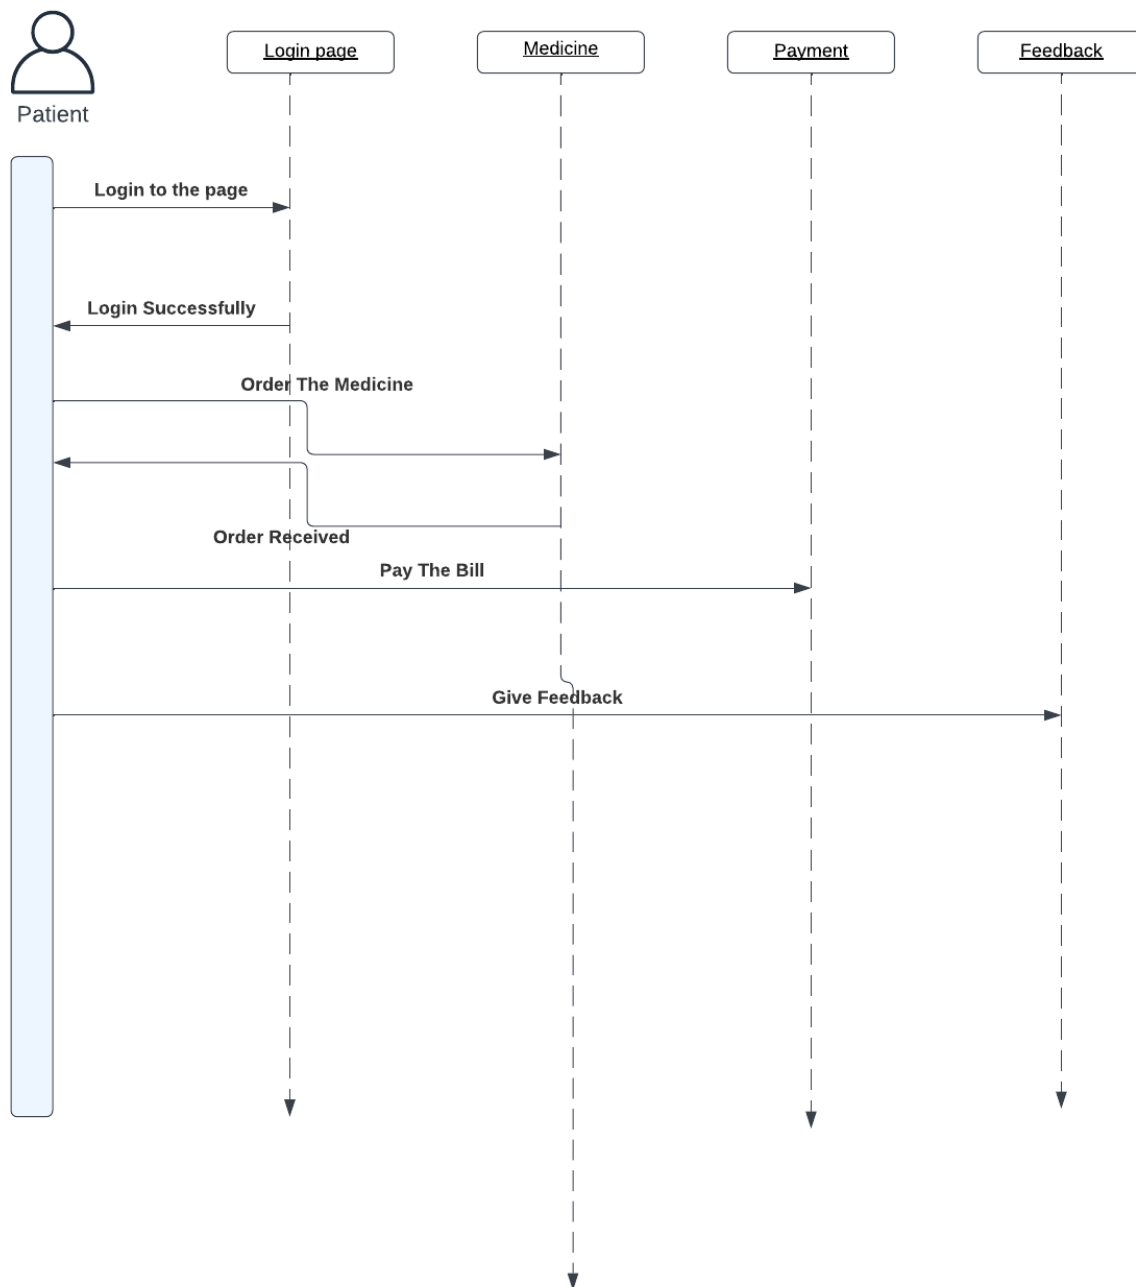 Login page
Medicine
Payment
Feedback
Patient
Login to the page
Login Successfully
Order The Medicine
Order Received
Pay The Bill
Give Feedback